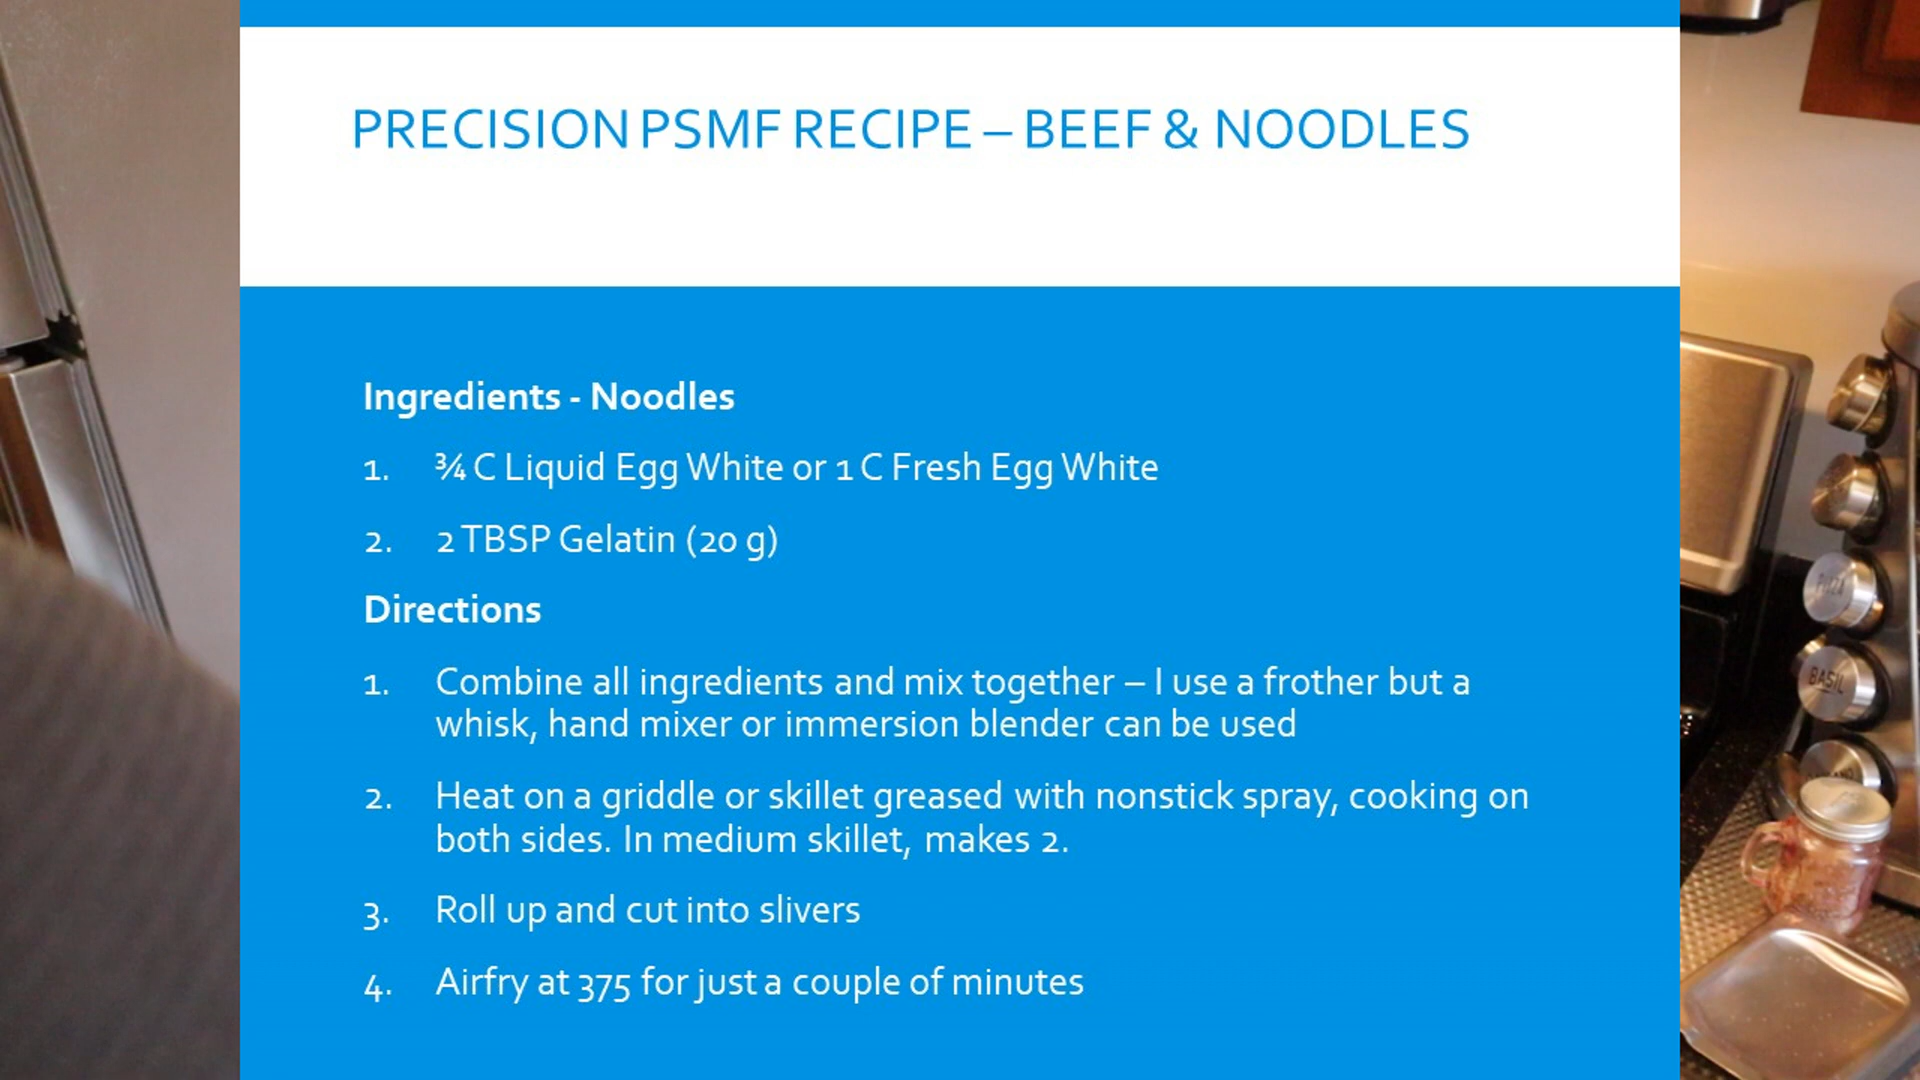 PRECISION PSMF RECIPE – BEEF & NOODLES
Ingredients - Noodles
1. ¾ C Liquid Egg White or 1 C Fresh Egg White
2. 2 TBSP Gelatin (20 g)
Directions
1. Combine all ingredients and mix together – I use a frother but a
whisk, hand mixer or immersion blender can be used
2. Heat on a griddle or skillet greased with nonstick spray, cooking on
both sides. In medium skillet, makes 2.
3. Roll up and cut into slivers
4. Airfry at 375 for just a couple of minutes
BASIL